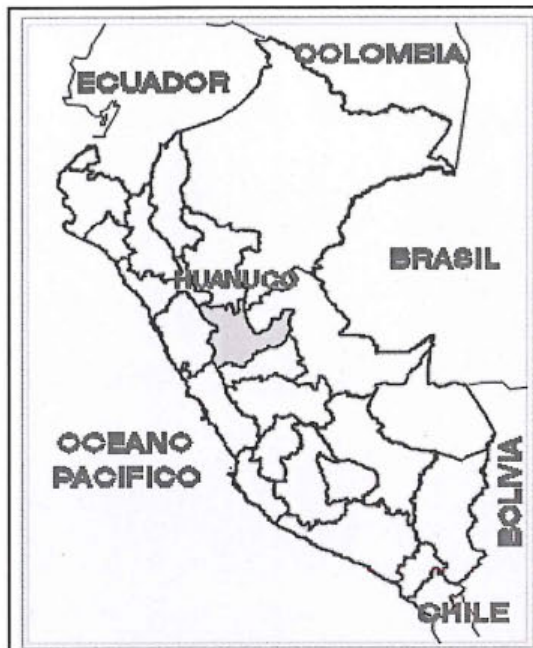 COLOMBIA
ECUADOR
BRASIL
HUANUCO
OCEANO
PACIFICO
BOLIVIA
CHILE